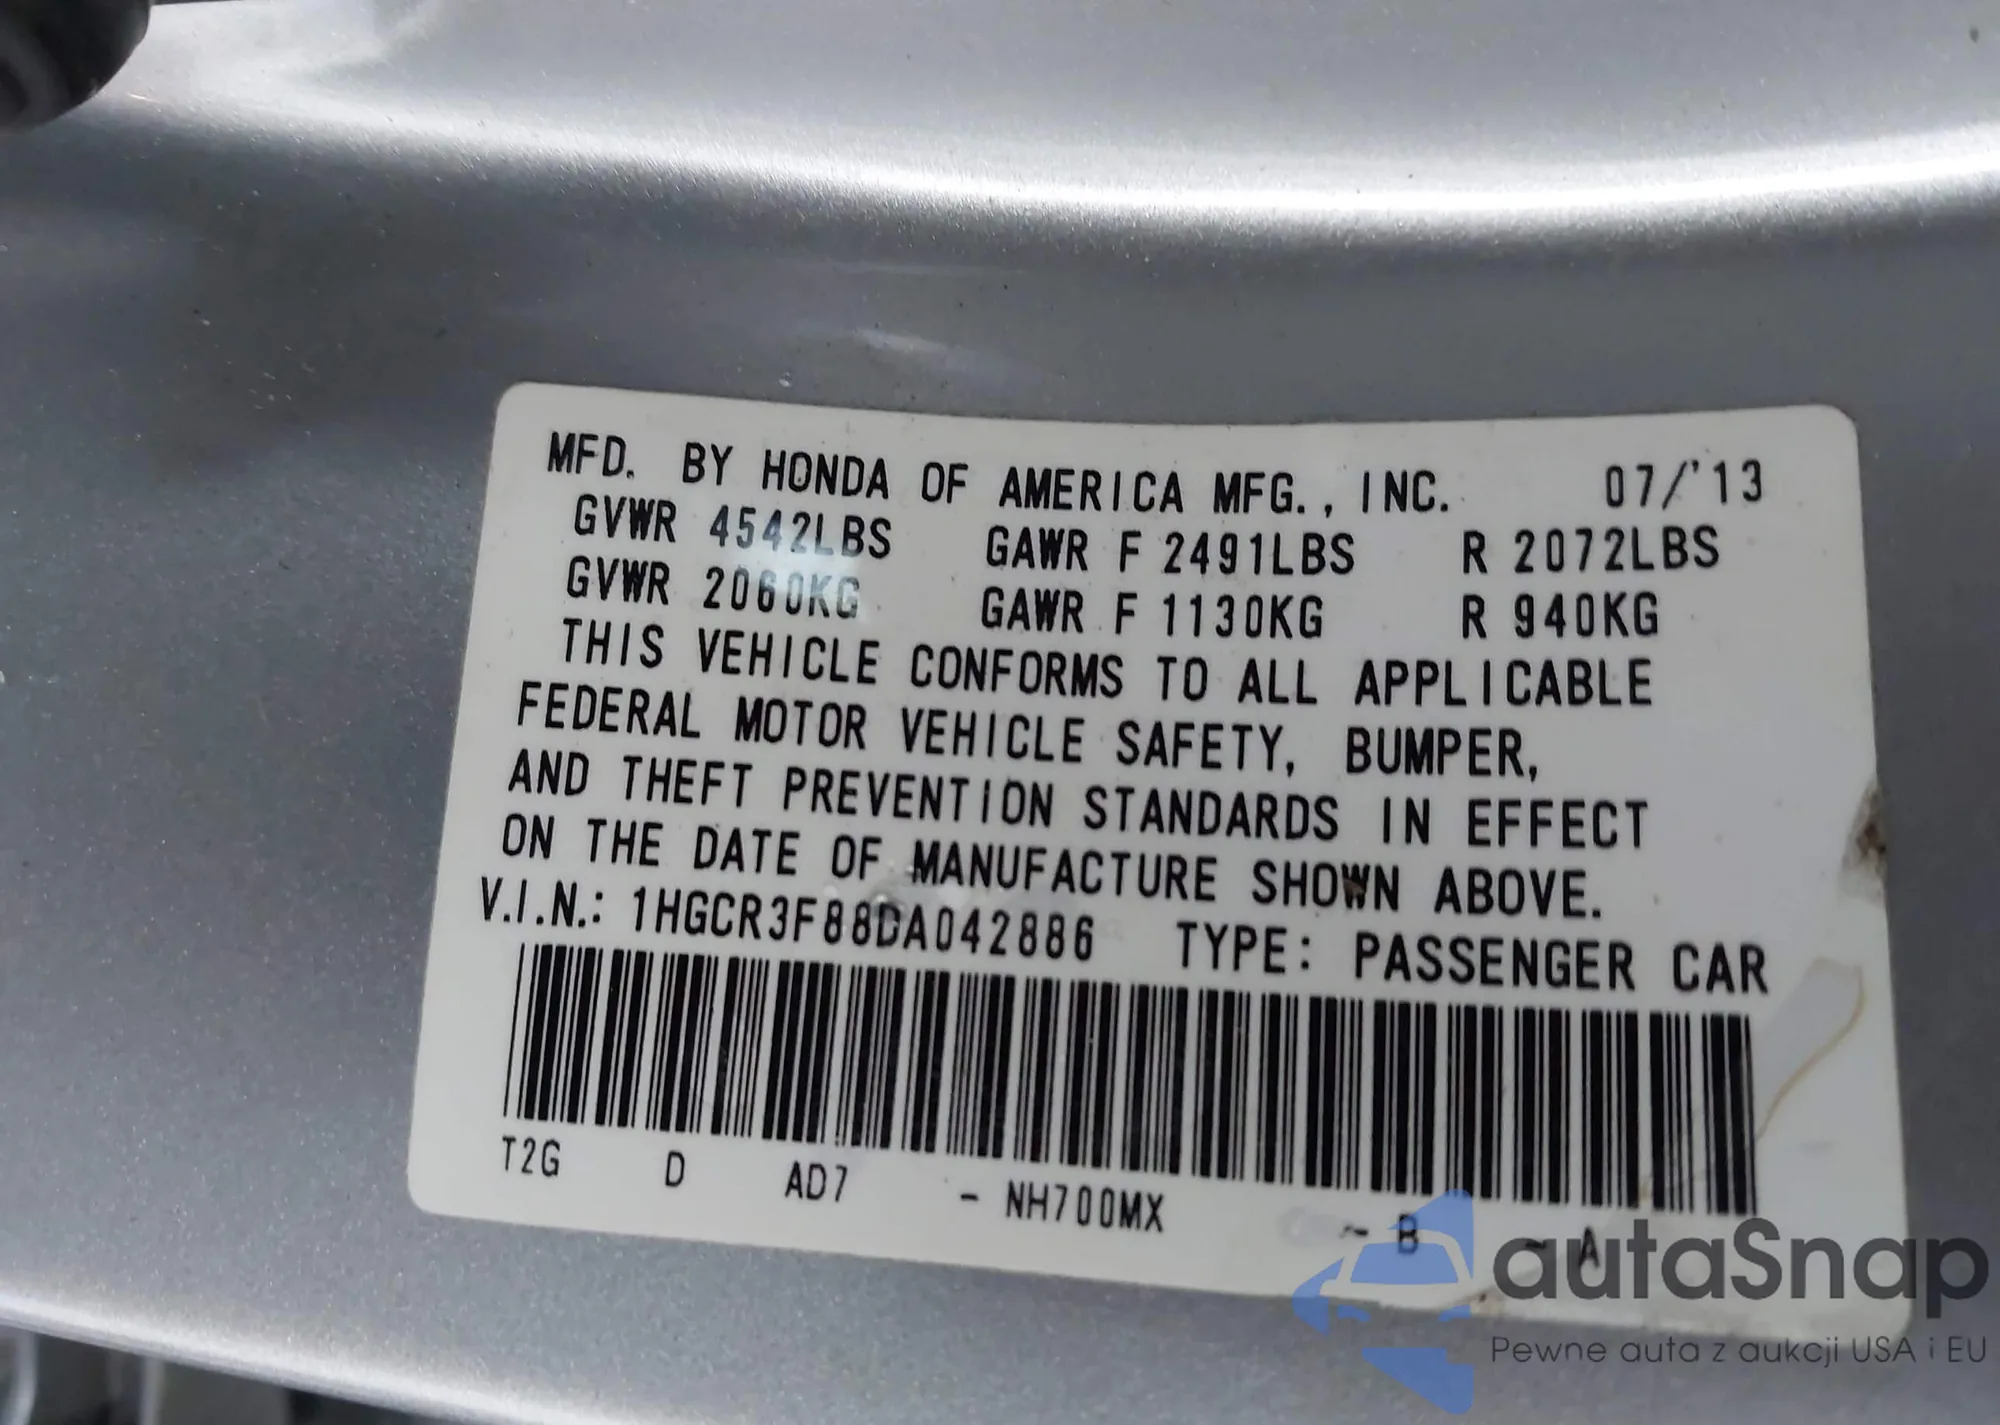 MFD. BY HONDA OF AMERICA MFG., INC. 07/'13
GVWR 4542LBS GAWR F 2491LBS R 2072LBS
GVWR 2060KG GAWR F 1130KG R 940KG
THIS VEHICLE CONFORMS TO ALL APPLICABLE
FEDERAL MOTOR VEHICLE SAFETY, BUMPER,
AND THEFT PREVENTION STANDARDS IN EFFECT
ON THE DATE OF MANUFACTURE SHOWN ABOVE.
V.I.N.: 1HGCR3F88DA042886 TYPE: PASSENGER CAR
T2G D AD7 - NH700MX - B - A
autaSnap
Pewne auta z aukcji USA i EU